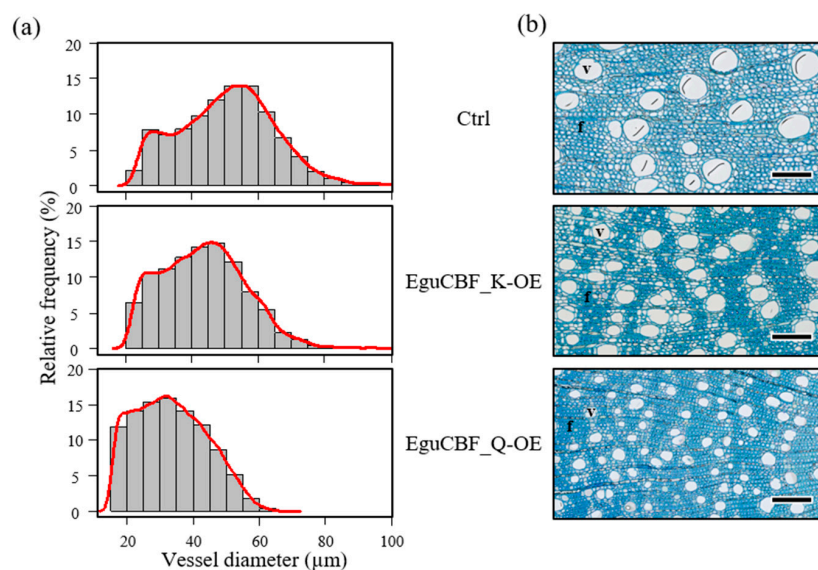 (a)
(b)
20
15
10
5
0
Ctrl
v
f
20
15
10
5
0
EguCBF_K-OE
v
f
20
15
10
5
0
EguCBF_Q-OE
v
f
Relative frequency (%)
20 40 60 80 100
Vessel diameter (µm)